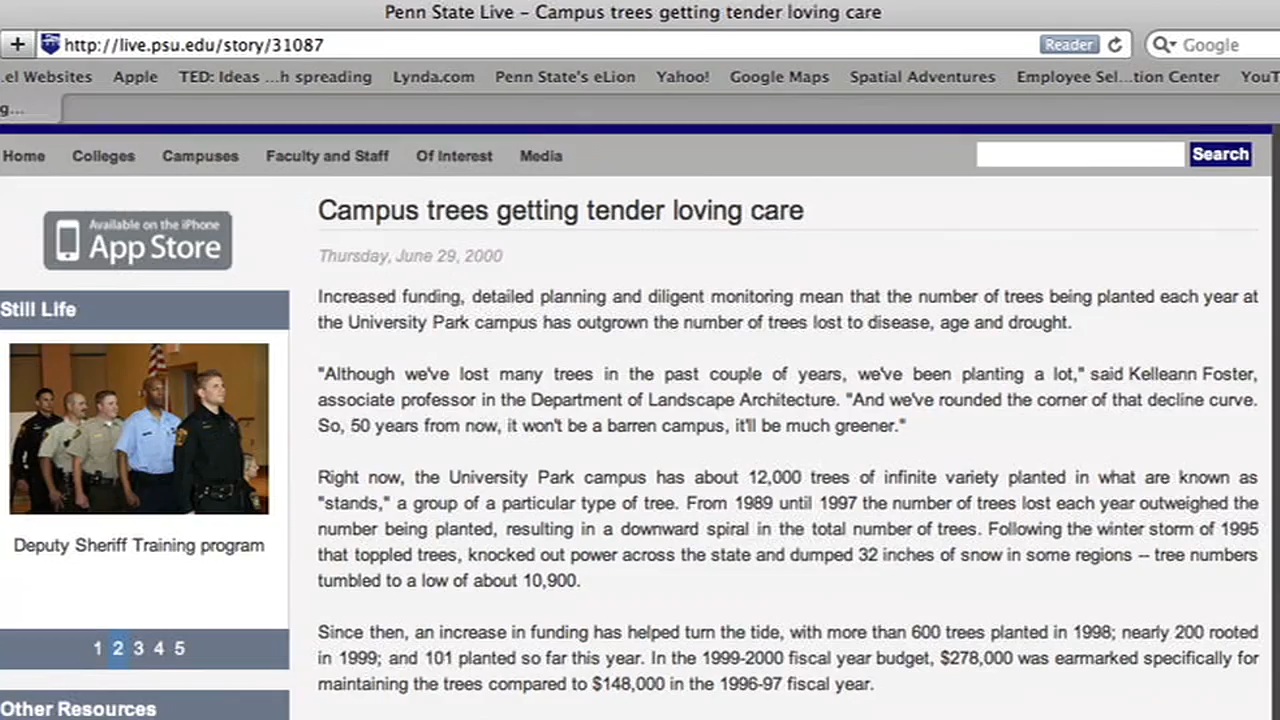 Penn State Live – Campus trees getting tender loving care
http://live.psu.edu/story/31087
Reader
Google
.el Websites Apple TED: Ideas ...h spreading Lynda.com Penn State's eLion Yahoo! Google Maps Spatial Adventures Employee Sel...tion Center YouT
g...
Home Colleges Campuses Faculty and Staff Of Interest Media
Search
Available on the iPhone
App Store
Still Life
Deputy Sheriff Training program
1 2 3 4 5
Other Resources
Campus trees getting tender loving care
Thursday, June 29, 2000
Increased funding, detailed planning and diligent monitoring mean that the number of trees being planted each year at
the University Park campus has outgrown the number of trees lost to disease, age and drought.
"Although we've lost many trees in the past couple of years, we've been planting a lot," said Kelleann Foster,
associate professor in the Department of Landscape Architecture. "And we've rounded the corner of that decline curve.
So, 50 years from now, it won't be a barren campus, it'll be much greener."
Right now, the University Park campus has about 12,000 trees of infinite variety planted in what are known as
"stands," a group of a particular type of tree. From 1989 until 1997 the number of trees lost each year outweighed the
number being planted, resulting in a downward spiral in the total number of trees. Following the winter storm of 1995
that toppled trees, knocked out power across the state and dumped 32 inches of snow in some regions -- tree numbers
tumbled to a low of about 10,900.
Since then, an increase in funding has helped turn the tide, with more than 600 trees planted in 1998; nearly 200 rooted
in 1999; and 101 planted so far this year. In the 1999-2000 fiscal year budget, $278,000 was earmarked specifically for
maintaining the trees compared to $148,000 in the 1996-97 fiscal year.